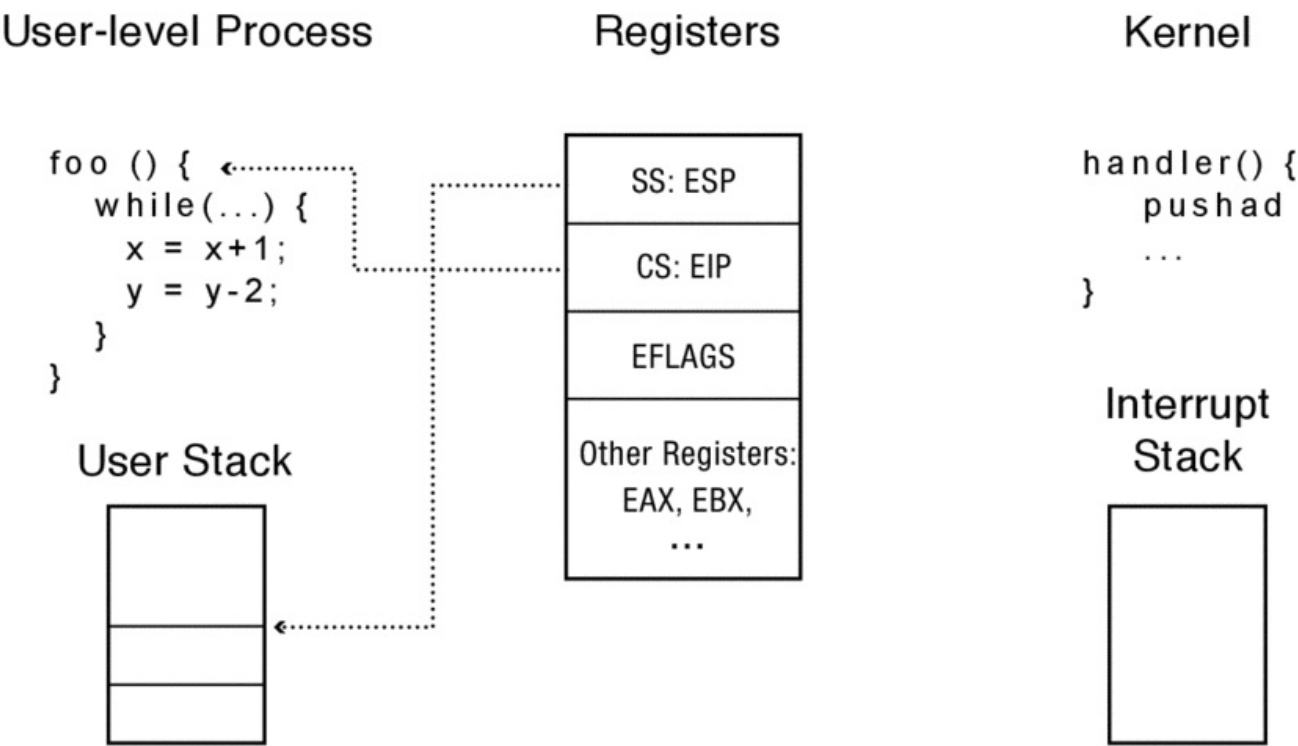 User-level Process
foo () {
while(...) {
x = x+1;
y = y-2;
}
}
User Stack
Registers
SS: ESP
CS: EIP
EFLAGS
Other Registers:
EAX, EBX,
...
Kernel
handler() {
pushad
...
}
Interrupt
Stack